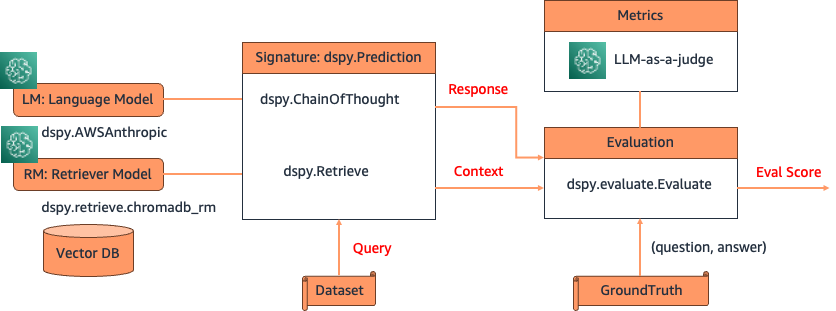 Metrics
LLM-as-a-judge
Signature: dspy.Prediction
LM: Language Model
dspy.ChainOfThought
Response
dspy.AWSAnthropic
Evaluation
RM: Retriever Model
dspy.Retrieve
Context
dspy.evaluate.Evaluate
Eval Score
dspy.retrieve.chromadb_rm
Vector DB
Query
(question, answer)
Dataset
GroundTruth